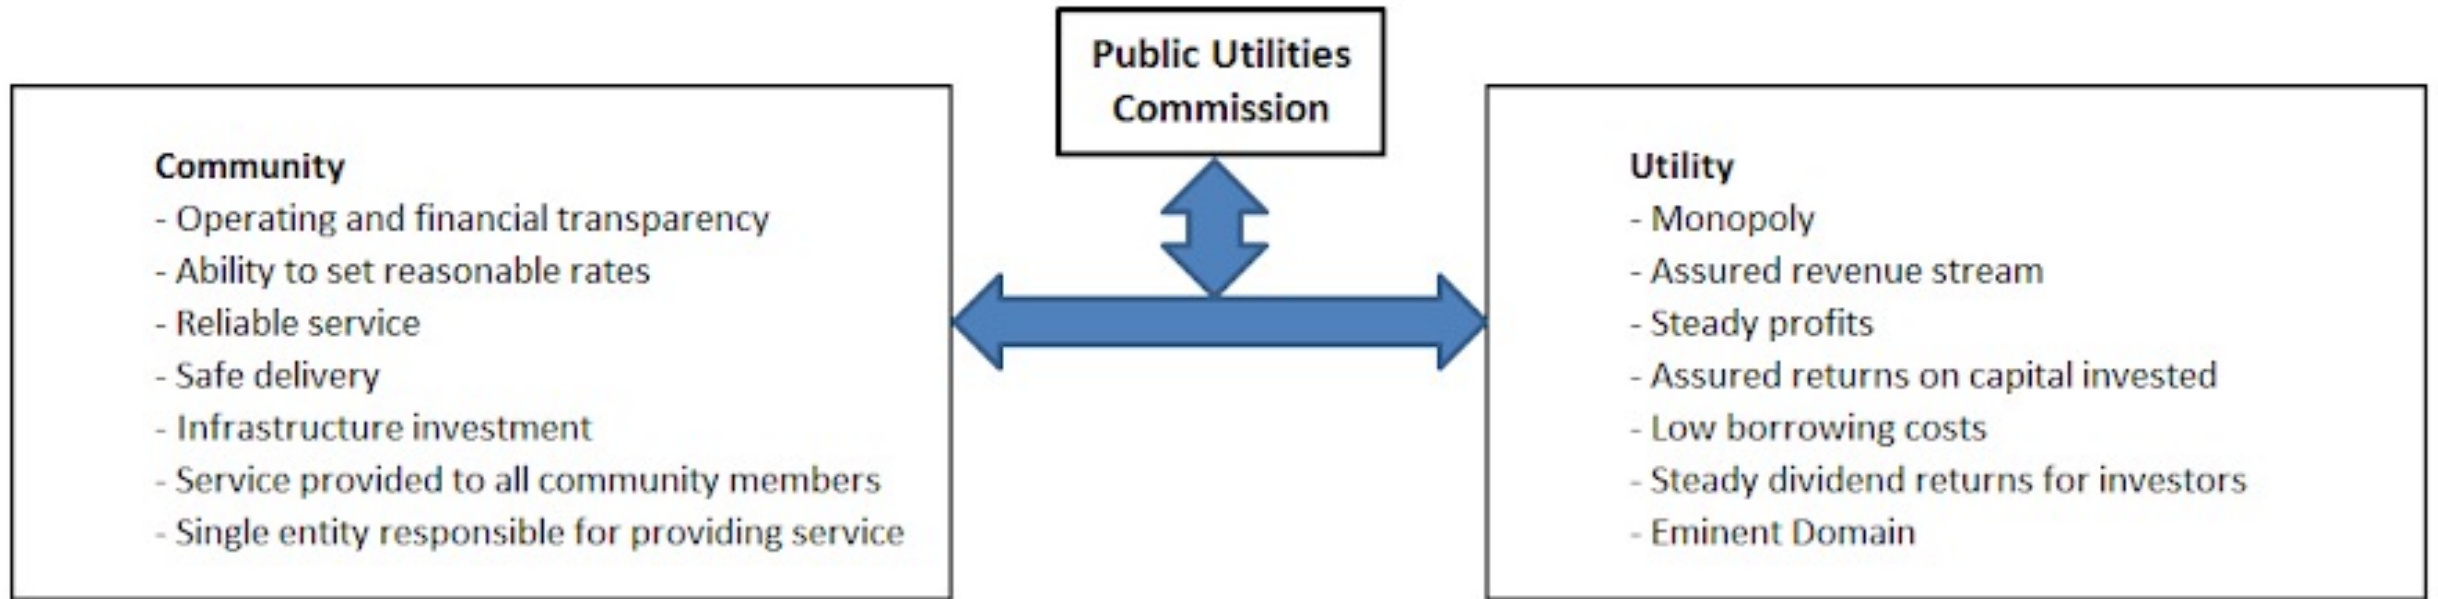 Public Utilities
Commission
Community
- Operating and financial transparency
- Ability to set reasonable rates
- Reliable service
- Safe delivery
- Infrastructure investment
- Service provided to all community members
- Single entity responsible for providing service
Utility
- Monopoly
- Assured revenue stream
- Steady profits
- Assured returns on capital invested
- Low borrowing costs
- Steady dividend returns for investors
- Eminent Domain